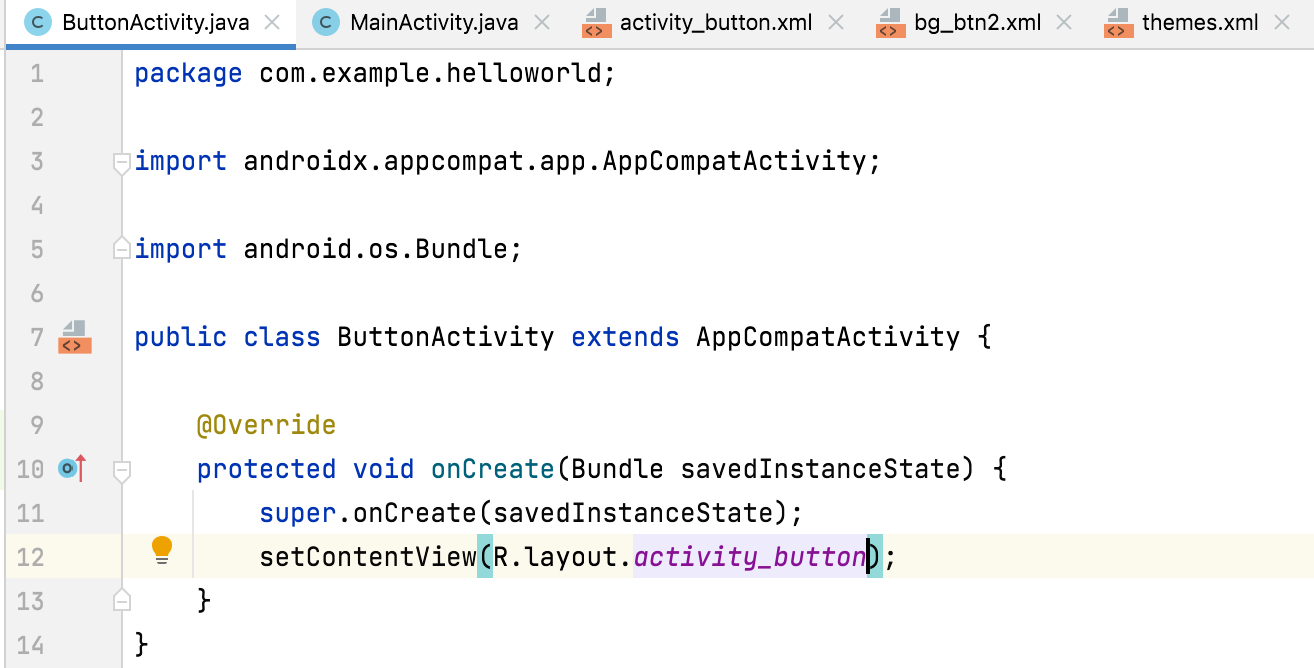 ButtonActivity.java MainActivity.java activity_button.xml bg_btn2.xml themes.xml
1 package com.example.helloworld;
2
3 import androidx.appcompat.app.AppCompatActivity;
4
5 import android.os.Bundle;
6
7 public class ButtonActivity extends AppCompatActivity {
8
9 @Override
10 protected void onCreate(Bundle savedInstanceState) {
11 super.onCreate(savedInstanceState);
12 setContentView(R.layout.activity_button);
13 }
14 }